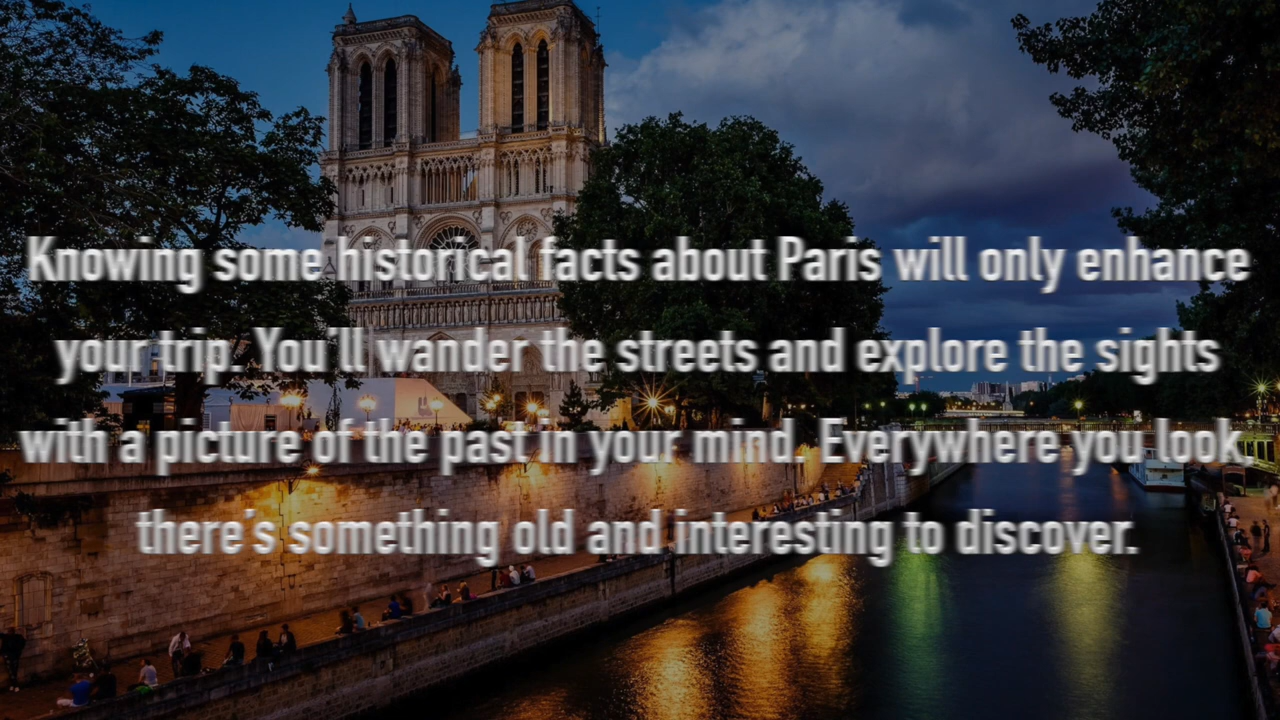 Knowing some historical facts about Paris will only enhance
your trip. You'll wander the streets and explore the sights
with a picture of the past in your mind. Everywhere you look,
there's something old and interesting to discover.